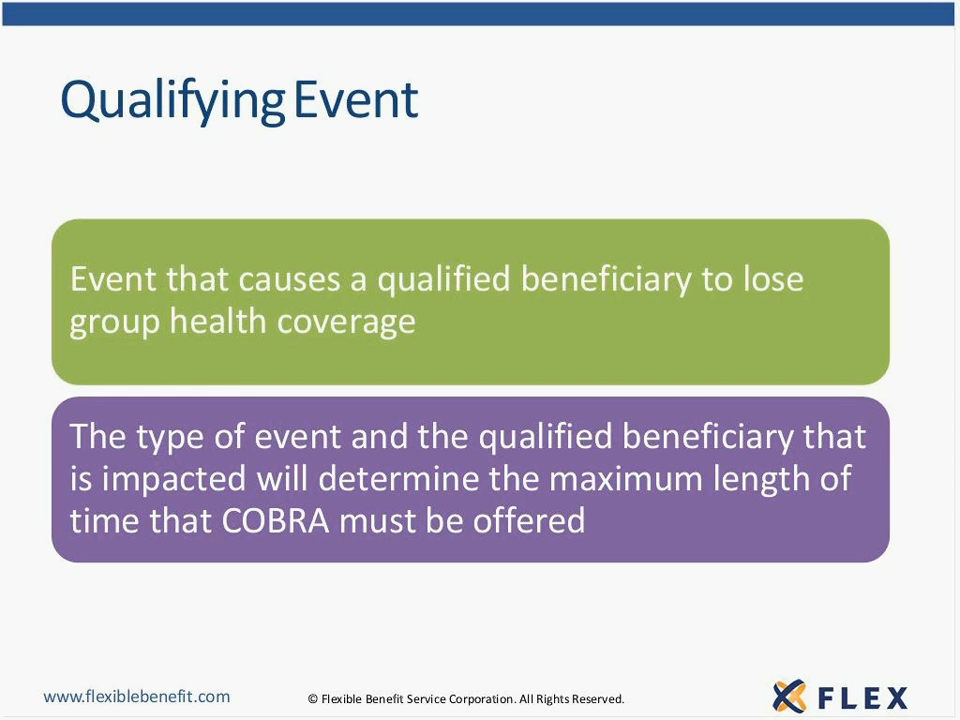 Qualifying Event
Event that causes a qualified beneficiary to lose
group health coverage
The type of event and the qualified beneficiary that
is impacted will determine the maximum length of
time that COBRA must be offered
www.flexiblebenefit.com
© Flexible Benefit Service Corporation. All Rights Reserved.
FLEX